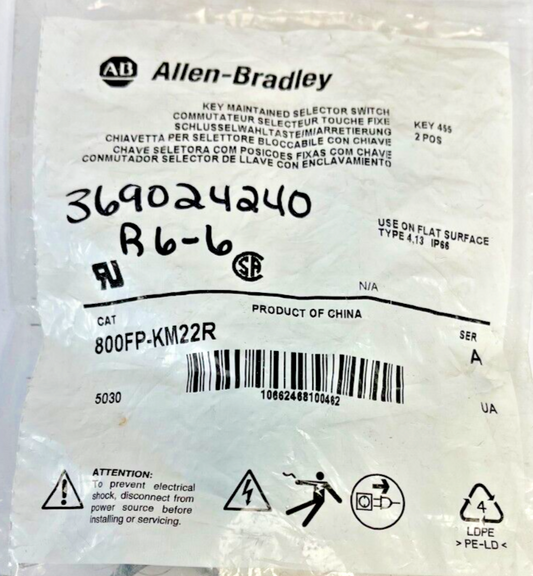 AB Allen-Bradley
KEY MAINTAINED SELECTOR SWITCH
COMMUTATEUR SELECTEUR TOUCHE FIXE
SCHLUSSELWAHLTASTE/M/ARRETIERUNG
CHIAVETTA PER SELETTORE BLOCCABILE CON CHIAVE
CHAVE SELETORA COM POSICOES FIXAS COM CHAVE
CONMUTADOR SELECTOR DE LLAVE CON ENCLAVAMIENTO
KEY 455
2 POS
369024240
R6-6
USE ON FLAT SURFACE
TYPE 4,13 IP66
SA
N/A
PRODUCT OF CHINA
CAT
800FP-KM22R
SER
A
10662468100462
5030
UA
ATTENTION:
To prevent electrical
shock, disconnect from
power source before
installing or servicing.
4
LDPE
>PE-LD<